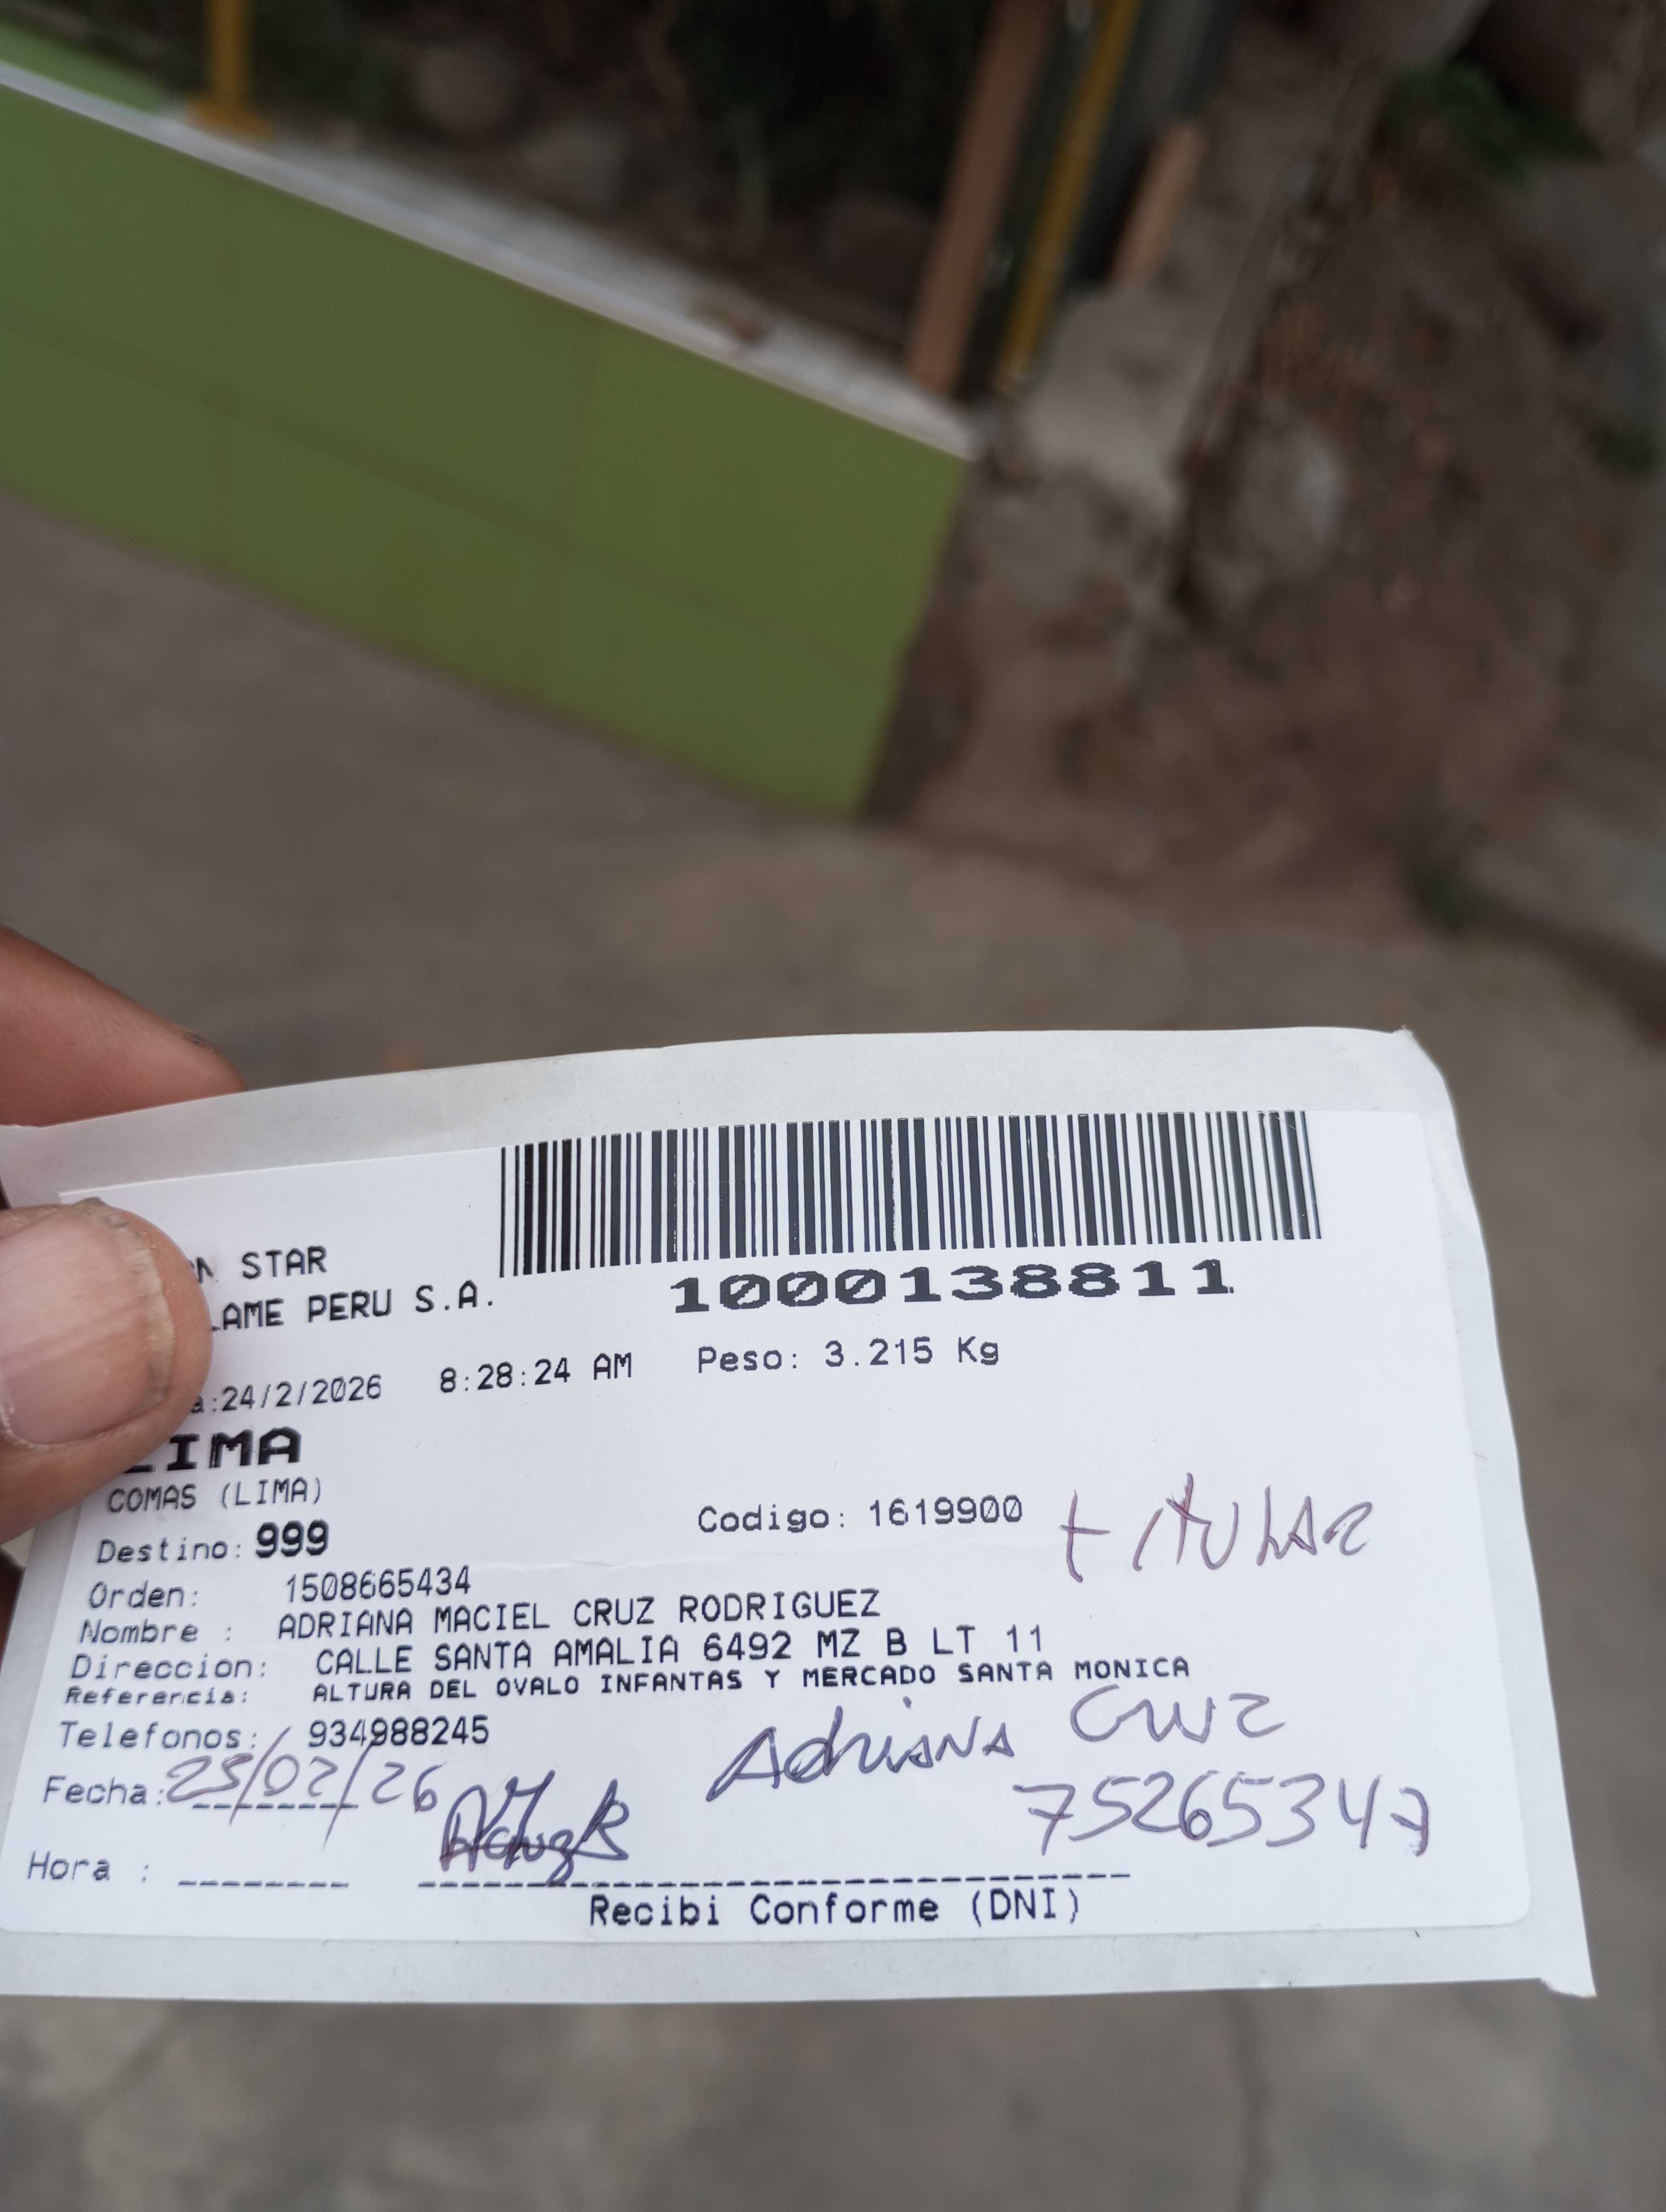 STAR
LAME PERU S.A.
1000138811
a:24/2/2026 8:28:24 AM Peso: 3.215 Kg
LIMA
COMAS (LIMA)
Codigo: 1619900 titular
Destino: 999
Orden: 1508665434
Nombre : ADRIANA MACIEL CRUZ RODRIGUEZ
Direccion: CALLE SANTA AMALIA 6492 MZ B LT 11
Referencia: ALTURA DEL OVALO INFANTAS Y MERCADO SANTA MONICA
Telefonos: 934988245
Adriana Cruz
Fecha: 25/02/26
75265347
Hora :
Recibi Conforme (DNI)